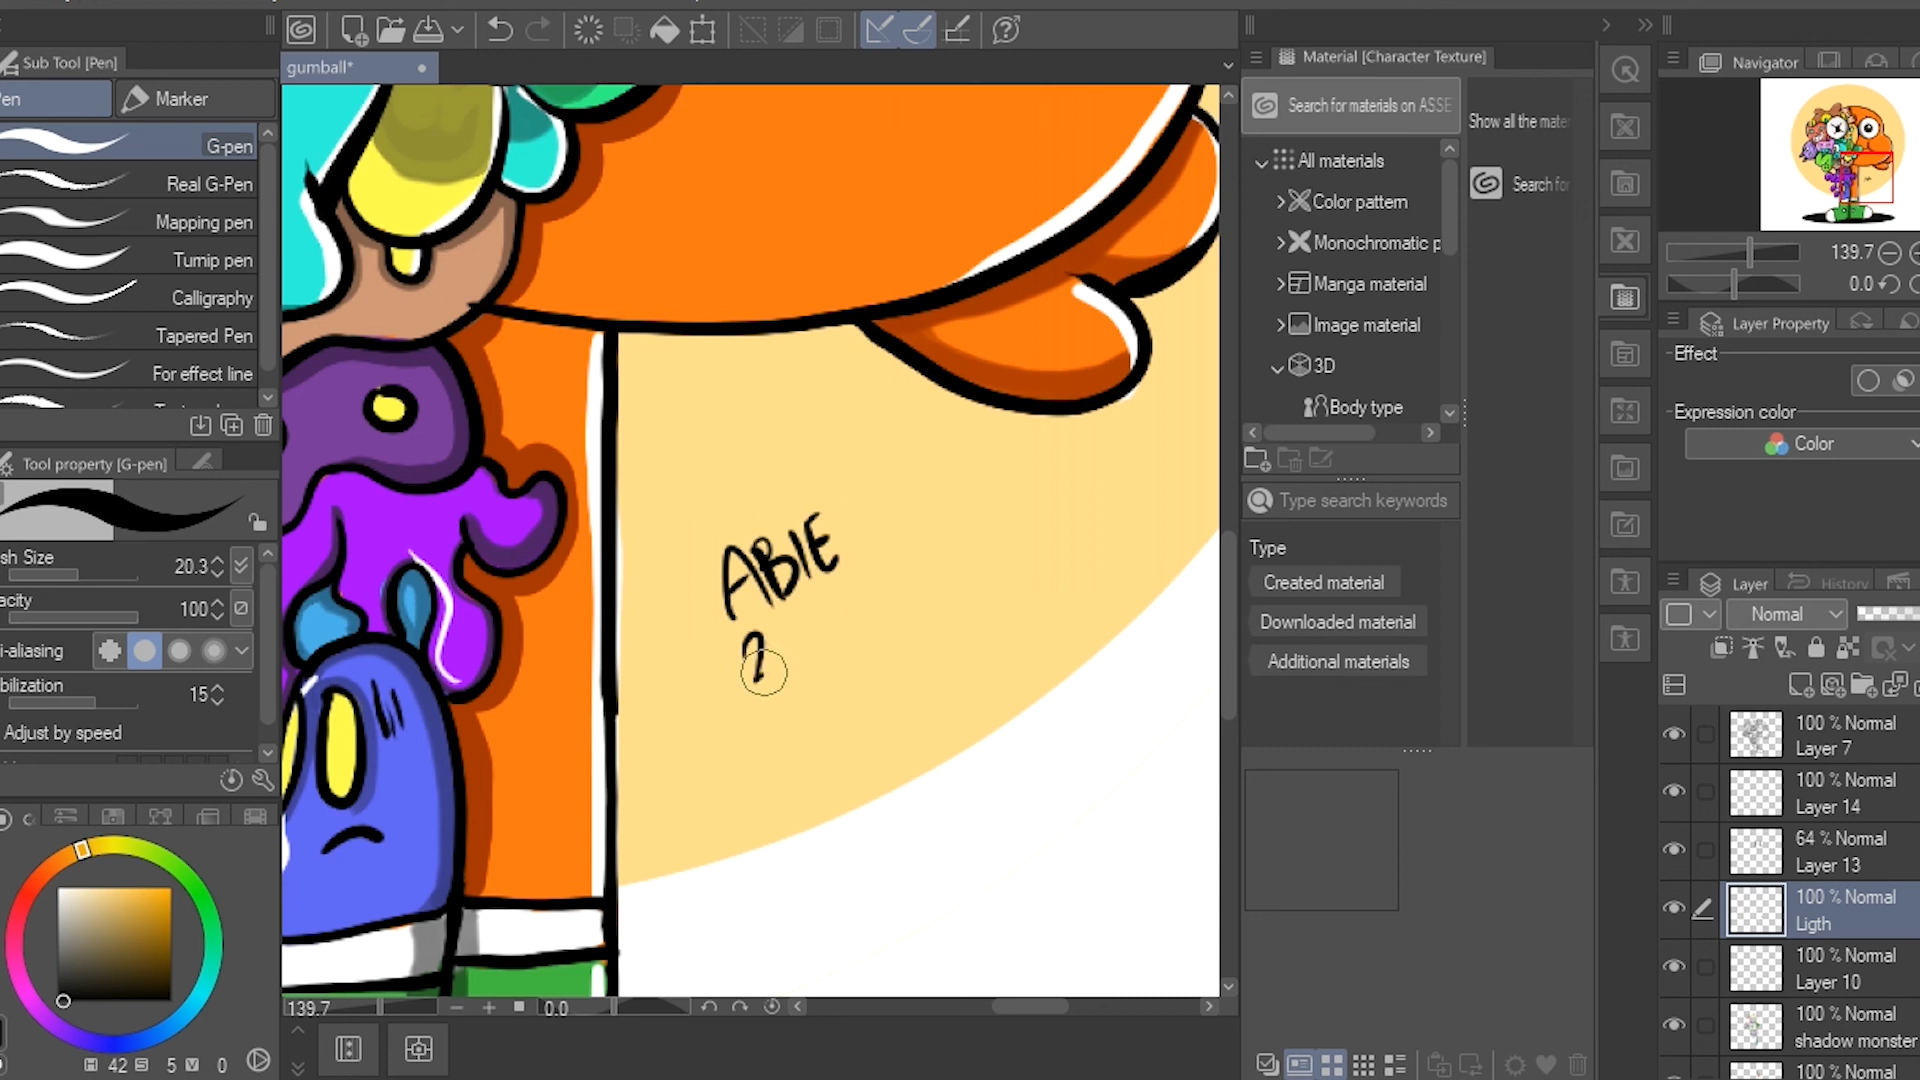 Sub Tool [Pen]
en
Marker
G-pen
Real G-Pen
Mapping pen
Turnip pen
Calligraphy
Tapered Pen
For effect line
Tool property [G-pen]
sh Size 20.3
acity 100
i-aliasing
bilization 15
Adjust by speed
42 5 0
gumball*
ABIE
2
139.7 0.0
Material [Character Texture]
Search for materials on ASSE
Show all the mater
All materials
Color pattern
Monochromatic p
Manga material
Image material
3D
Body type
Search for
Type search keywords
Type
Created material
Downloaded material
Additional materials
Navigator
139.7
0.0
Layer Property
Effect
Expression color
Color
Layer History
Normal
100 % Normal
Layer 7
100 % Normal
Layer 14
64 % Normal
Layer 13
100 % Normal
Ligth
100 % Normal
Layer 10
100 % Normal
shadow monster
100 % Normal